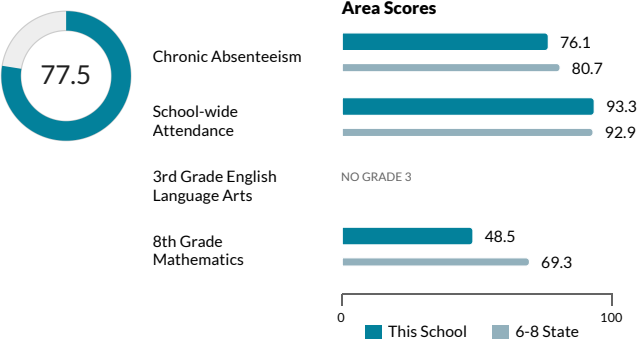 Area Scores
77.5
Chronic Absenteeism
76.1
80.7
School-wide
Attendance
93.3
92.9
3rd Grade English
Language Arts
NO GRADE 3
8th Grade
Mathematics
48.5
69.3
0
100
This School
6-8 State